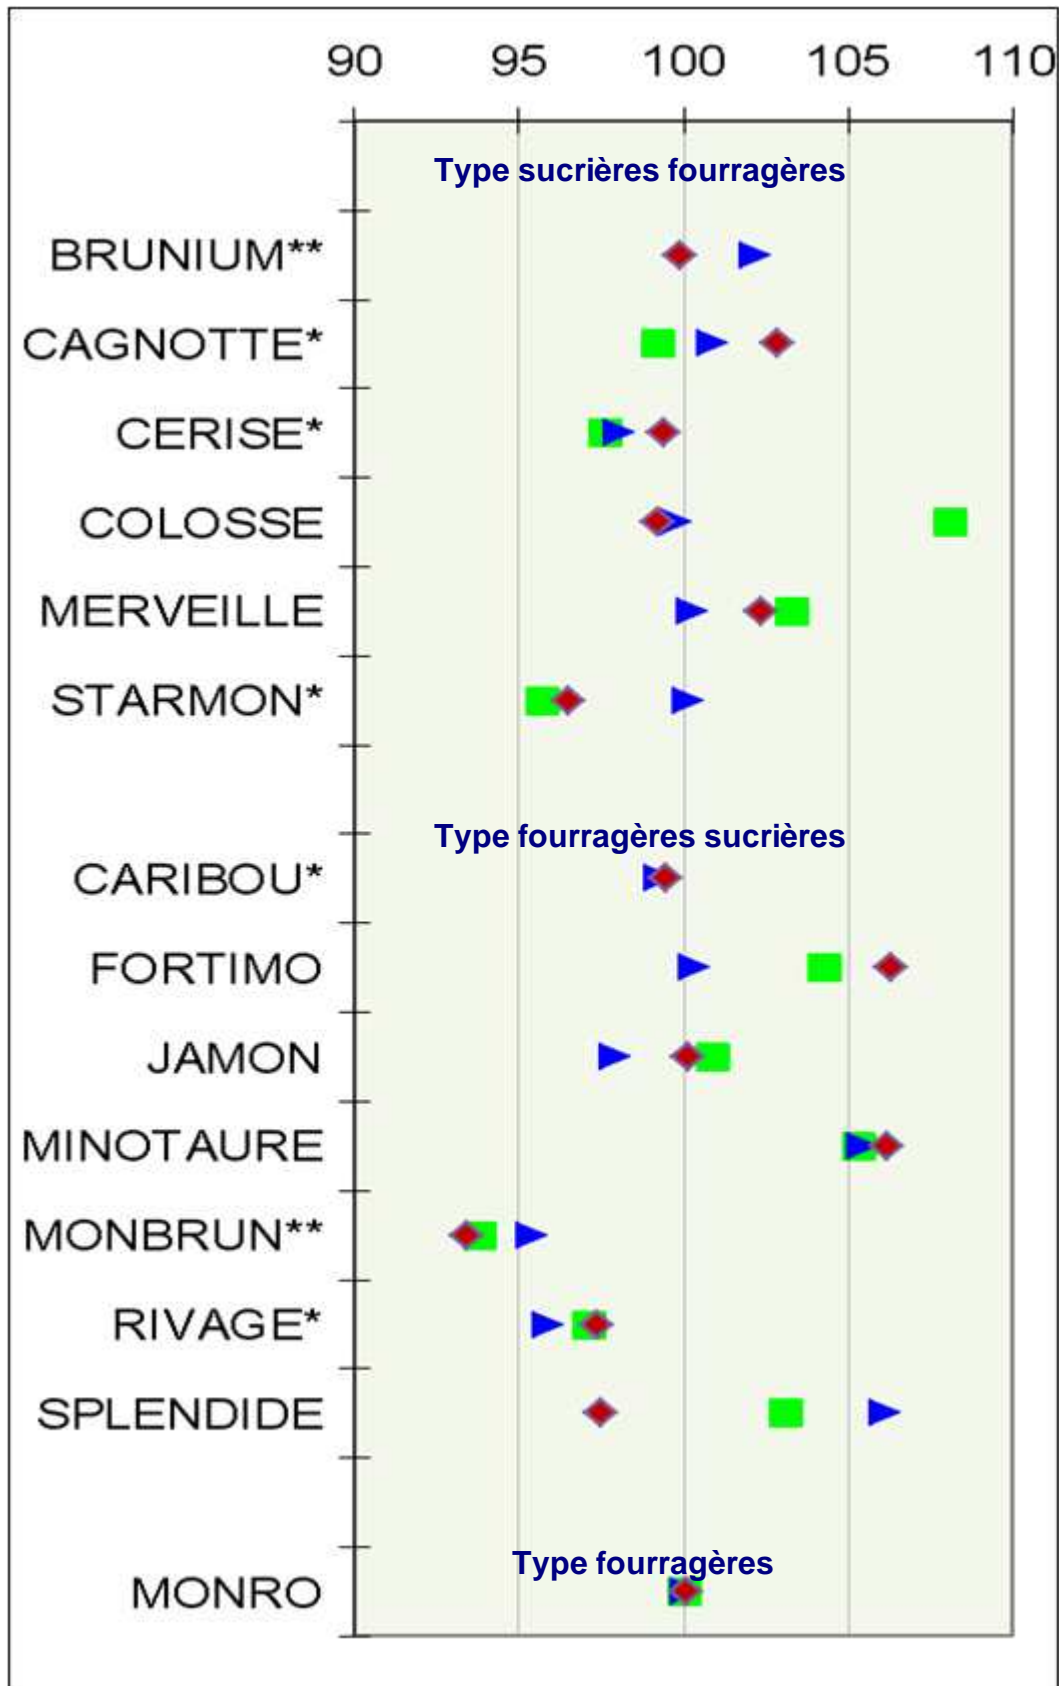 90 95 100 105 110
Type sucrières fourragères
BRUNIUM**
CAGNOTTE*
CERISE*
COLOSSE
MERVEILLE
STARMON*
Type fourragères sucrières
CARIBOU*
FORTIMO
JAMON
MINOTAURE
MONBRUN**
RIVAGE*
SPLENDIDE
Type fourragères
MONRO